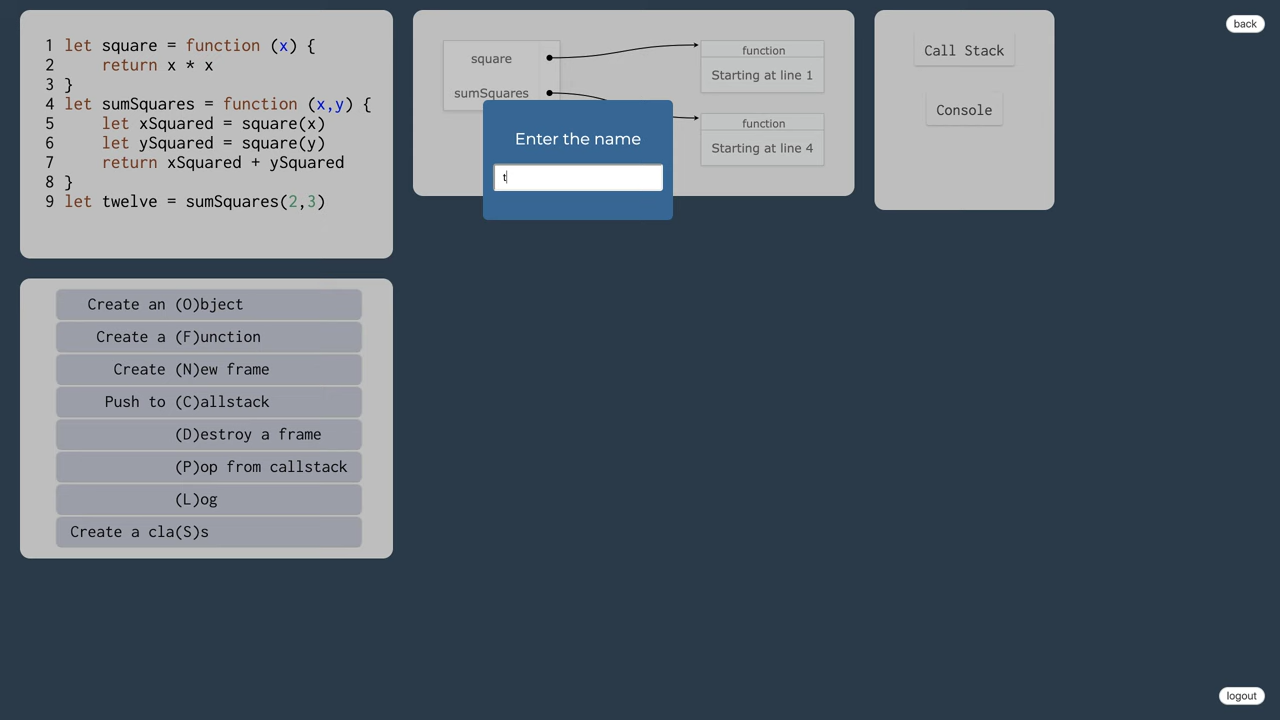 1 let square = function (x) {
2 return x * x
3 }
4 let sumSquares = function (x,y) {
5 let xSquared = square(x)
6 let ySquared = square(y)
7 return xSquared + ySquared
8 }
9 let twelve = sumSquares(2,3)
Create an (O)bject
Create a (F)unction
Create (N)ew frame
Push to (C)allstack
(D)estroy a frame
(P)op from callstack
(L)og
Create a cla(S)s
square
sumSquares
function
Starting at line 1
function
Starting at line 4
Enter the name
t
Call Stack
Console
back
logout